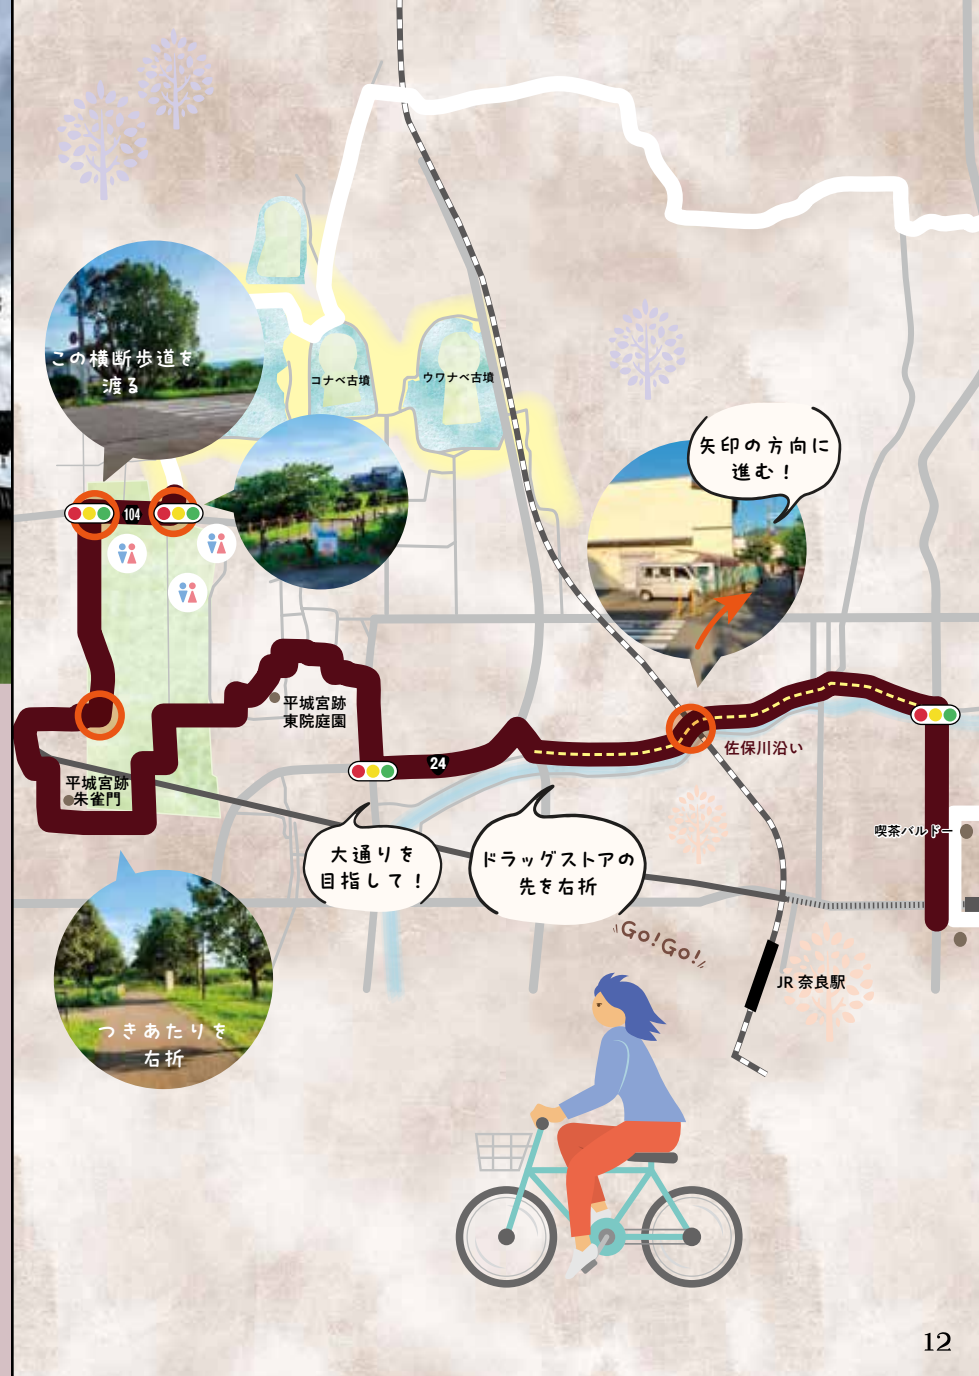 この横断歩道を
渡る
コナベ古墳
ウワナベ古墳
矢印の方向に
進む！
104
平城宮跡
東院庭園
24
佐保川沿い
平城宮跡
朱雀門
大通りを
目指して！
ドラッグストアの
先を右折
喫茶バルドー
Go!Go!
JR 奈良駅
つきあたりを
右折
12